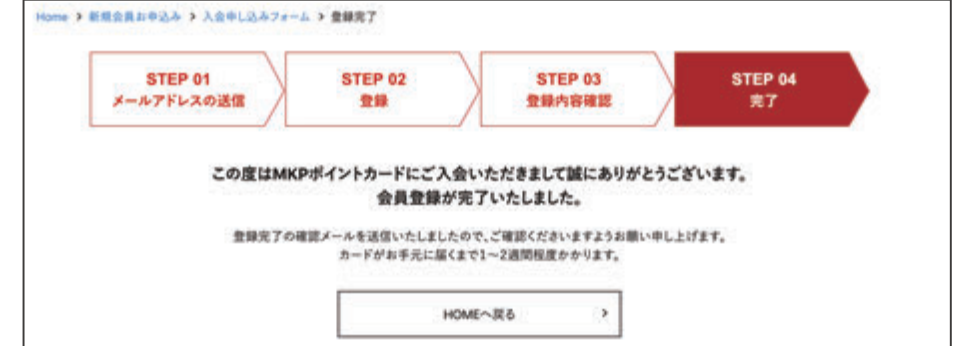 Home > 新規会員お申込み > 入会申し込みフォーム > 登録完了
STEP 01
メールアドレスの送信
STEP 02
登録
STEP 03
登録内容確認
STEP 04
完了
この度はMKPポイントカードにご入会いただきまして誠にありがとうございます。
会員登録が完了いたしました。
登録完了の確認メールを送信いたしましたので、ご確認くださいますようお願い申し上げます。
カードがお手元に届くまで1〜2週間程度かかります。
HOMEへ戻る >